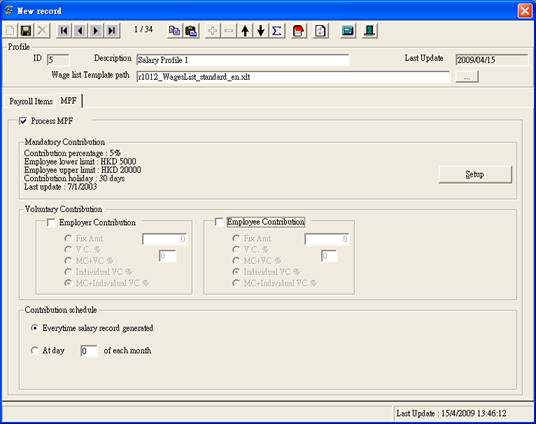 New record
1 / 34
Profile
ID 5 Description Salary Profile 1 Last Update 2009/04/15
Wage list Template path r1012_WagesList_standard_en.xlt ...
Payroll Items MPF
Process MPF
Mandatory Contribution
Contribution percentage : 5%
Employee lower limit : HKD 5000
Employee upper limit : HKD 20000
Contribution holiday : 30 days
Last update : 7/1/2003
Setup
Voluntary Contribution
Employer Contribution
Fix Amt 0
V.C. %
MC+VC % 0
Individual VC %
MC+Individual VC %
Employee Contribution
Fix Amt 0
V.C. %
MC+VC % 0
Individual VC %
MC+Individual VC %
Contribution schedule
Everytime salary record generated
At day 0 of each month
Last Update : 15/4/2009 13:46:12